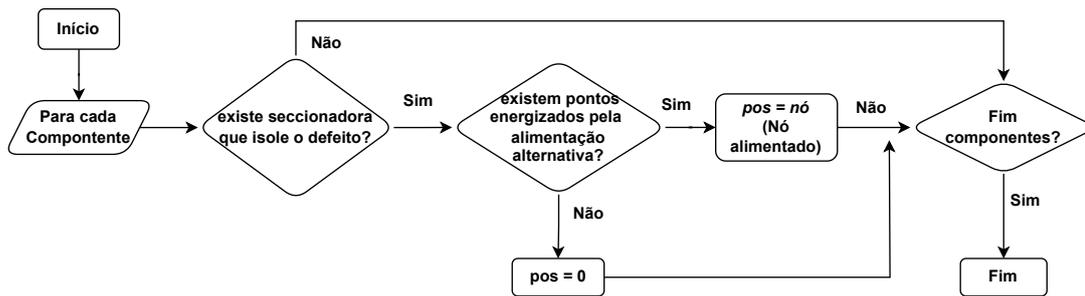 Início
Não
Para cada
Compontente
existe seccionadora
que isole o defeito?
Sim
existem pontos
energizados pela
alimentação
alternativa?
Sim
pos = nó
(Nó
alimentado)
Não
Fim
componentes?
Não
pos = 0
Sim
Fim